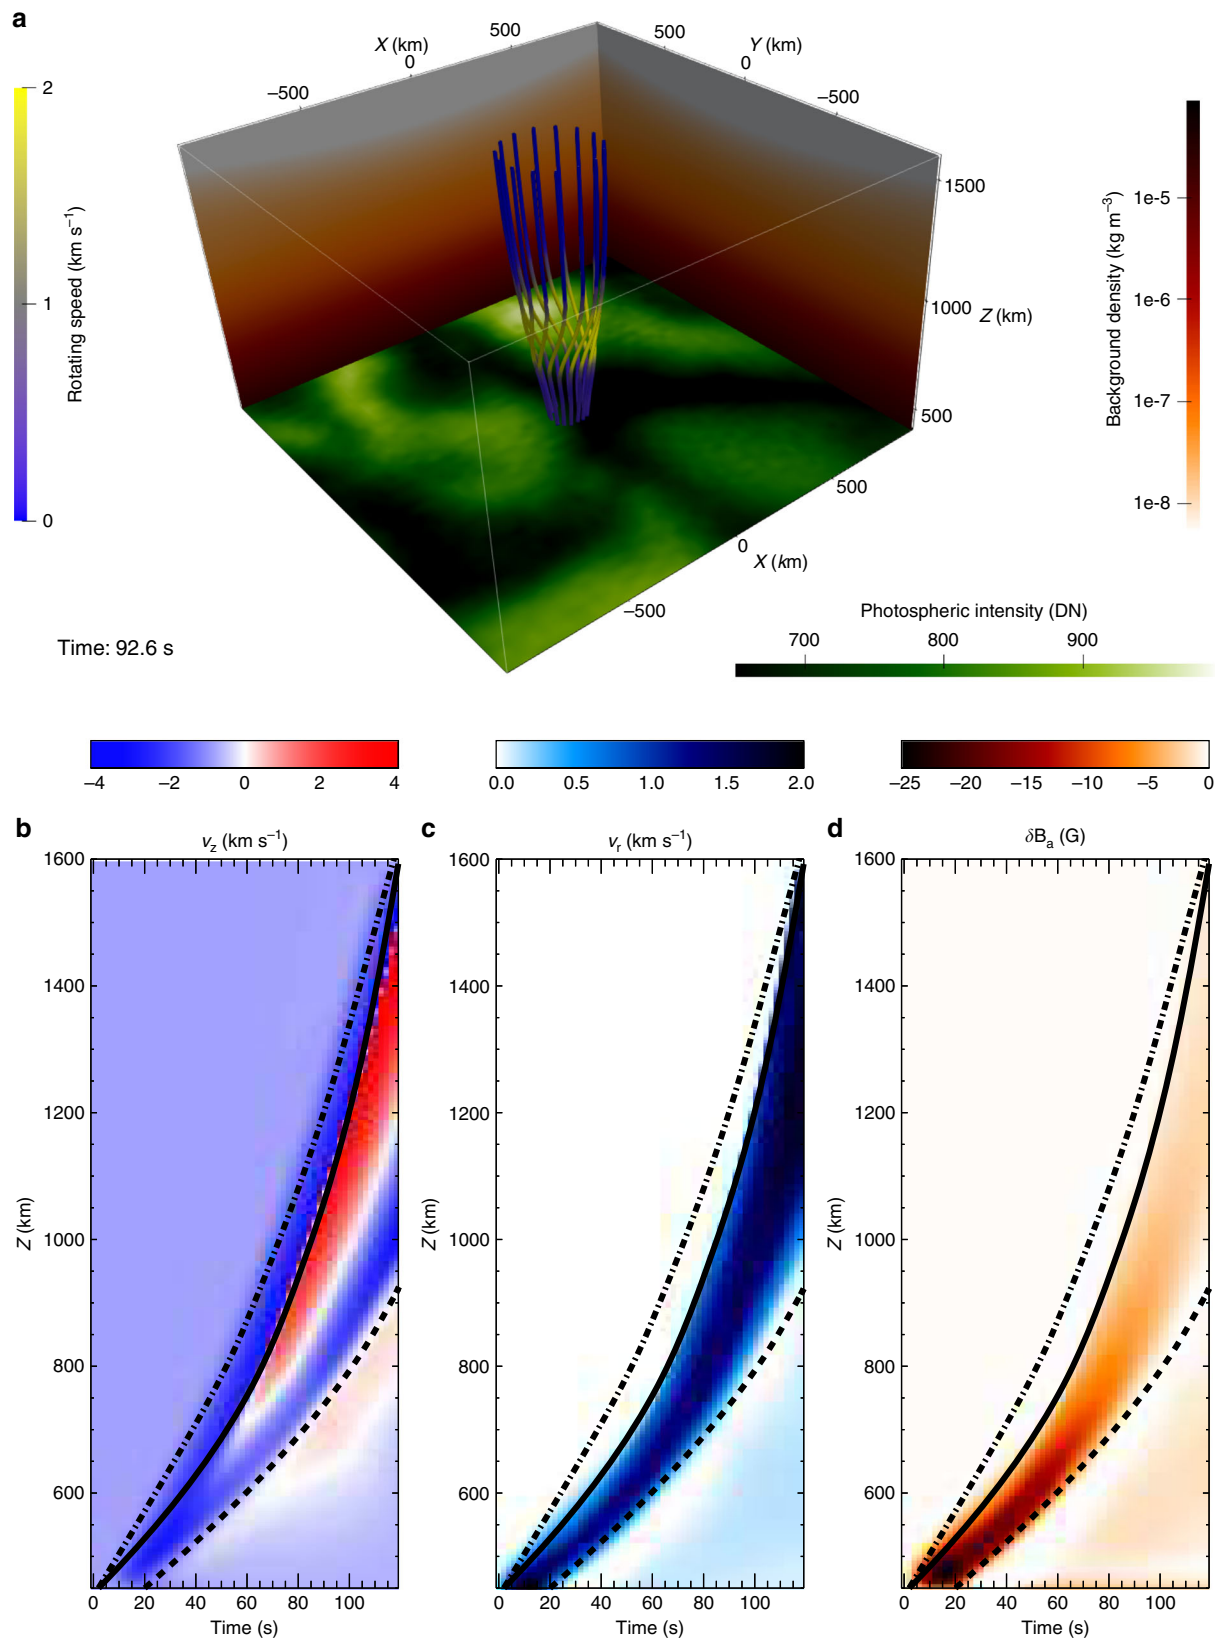 a
X (km)
500
0
−500
500
Y (km)
0
−500
2
1
0
Rotating speed (km s⁻¹)
1500
1000
Z (km)
500
500
0
X (km)
−500
Background density (kg m⁻³)
1e-5
1e-6
1e-7
1e-8
Time: 92.6 s
Photospheric intensity (DN)
700 800 900
−4 −2 0 2 4
0.0 0.5 1.0 1.5 2.0
−25 −20 −15 −10 −5 0
b
v_z (km s⁻¹)
1600
1400
1200
1000
800
600
Z (km)
0 20 40 60 80 100
Time (s)
c
v_r (km s⁻¹)
1600
1400
1200
1000
800
600
Z (km)
0 20 40 60 80 100
Time (s)
d
δB_a (G)
1600
1400
1200
1000
800
600
Z (km)
0 20 40 60 80 100
Time (s)